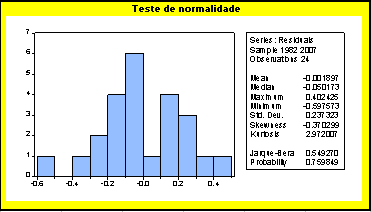 Teste de normalidade
7
6
5
4
3
2
1
0
-0.6 -0.4 -0.2 -0.0 0.2 0.4
Series: Residuals
Sample 1982 2007
Observations 24
Mean -0.001897
Median -0.050173
Maximum 0.402425
Minimum -0.597573
Std. Dev. 0.237323
Skewness -0.370299
Kurtosis 2.972007
Jarque-Bera 0.549270
Probability 0.759849